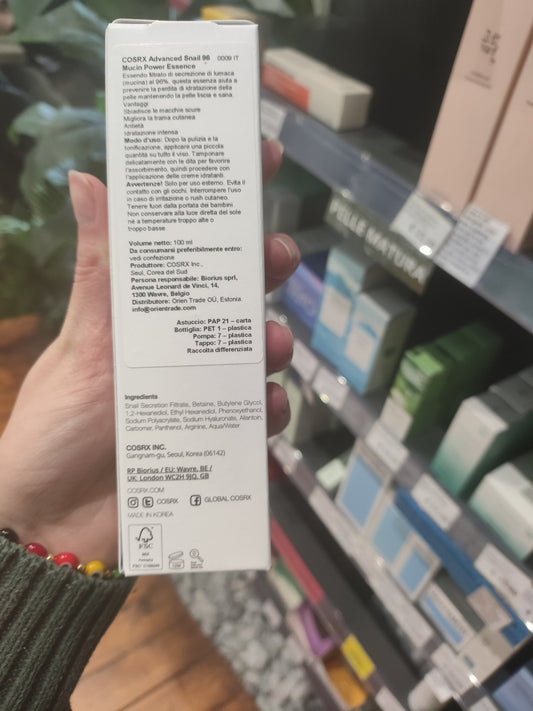 COSRX Advanced Snail 96 0009 IT
Mucin Power Essence
Essendo filtrato di secrezione di lumaca
(mucina) al 96%, questa essenza aiuta a
prevenire la perdita di idratazione della
pelle mantenendo la pelle liscia e sana.
Vantaggi
Sbiadisce le macchie scure
Migliora la trama cutanea
Antietà
Idratazione intensa
Modo d'uso: Dopo la pulizia e la
tonificazione, applicare una piccola
quantità su tutto il viso. Tamponare
delicatamente con le dita per favorire
l'assorbimento, quindi procedere con
l'applicazione delle creme idratanti.
Avvertenze! Solo per uso esterno. Evita il
contatto con gli occhi. Interrompere l'uso
in caso di irritazione o rush cutaneo.
Tenere fuori dalla portata dei bambini.
Non conservare alla luce diretta del sole
né a temperature troppo alte o
troppo basse
Volume netto: 100 ml
Da consumarsi preferibilmente entro:
vedi confezione
Produttore: COSRX Inc.,
Seul, Corea del Sud
Persona responsabile: Biorius sprl,
Avenue Leonard de Vinci, 14,
1300 Wavre, Belgio
Distributore: Orien Trade OÜ, Estonia
info@orientrade.com
Astuccio: PAP 21 – carta
Bottiglia: PET 1 – plastica
Pompa: 7 – plastica
Tappo: 7 – plastica
Raccolta differenziata
Ingredients
Snail Secretion Filtrate, Betaine, Butylene Glycol,
1,2-Hexanediol, Ethyl Hexanediol, Phenoxyethanol,
Sodium Polyacrylate, Sodium Hyaluronate, Allantoin,
Carbomer, Panthenol, Arginine, Aqua/Water
COSRX INC.
Gangnam-gu, Seoul, Korea (06142)
RP Biorius / EU: Wavre, BE /
UK: London WC2H 9JQ, GB
COSRX.COM
COSRX GLOBAL COSRX
MADE IN KOREA
FSC
MIX
PELLE MATURA